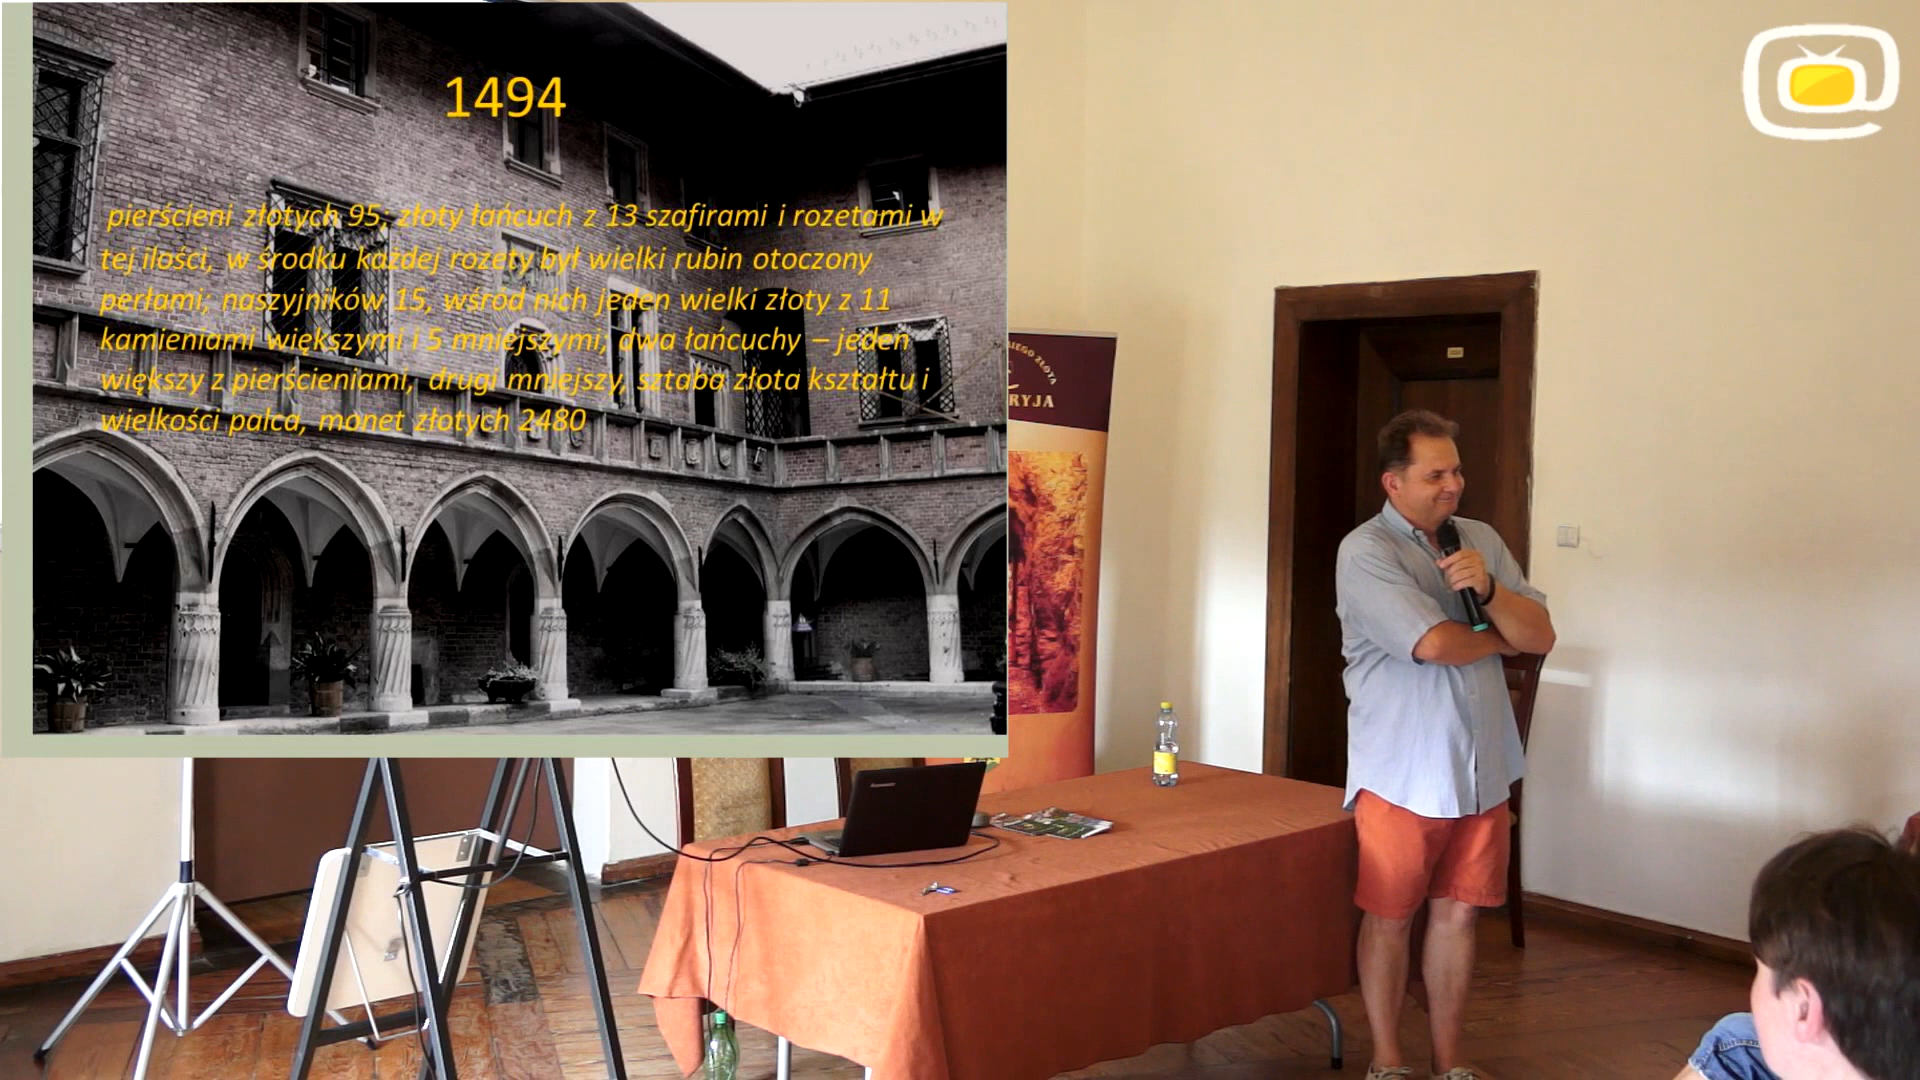 1494
pierścieni złotych 95; złoty łańcuch z 13 szafirami i rozetami w
tej ilości, w środku każdej rozety był wielki rubin otoczony
perłami; naszyjników 15, wśród nich jeden wielki złoty z 11
kamieniami większymi i 5 mniejszymi; dwa łańcuchy – jeden
większy z pierścieniami, drugi mniejszy, sztaba złota kształtu i
wielkości palca, monet złotych 2480
IEGO ZŁOTA
RYJA